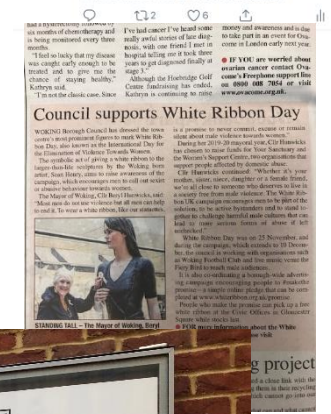 2
6
six months of chemotherapy and
is being monitored every three
months.
"I feel so lucky that my disease
was caught early enough to be
treated and to give me the
chance of staying healthy,"
Kathryn said.
"I'm not the classic case. Since
I've had cancer I've heard some
really awful stories of late diag-
nosis, with one friend I met in
hospital telling me it took three
years to get diagnosed finally at
stage 3."
Although the Horbridge Golf
Centre fundraising has ended,
Kathryn is continuing to raise
money and awareness and is due
to take part in an event for Ova-
come in London early next year.
● IF YOU are worried about
ovarian cancer contact Ova-
come's Freephone support line
on 0800 008 7054 or visit
www.ovacome.org.uk.
Council supports White Ribbon Day
WOKING Borough Council has dressed the town
centre's most prominent figures to mark White Rib-
bon Day, also known as the International Day for
the Elimination of Violence Towards Women.
The symbolic act of giving a white ribbon to the
larger-than-life sculptures by the Woking born
artist, Sean Henry, aims to raise awareness of the
campaign, which encourages men to call out sexist
or abusive behaviour towards women.
The Mayor of Woking, Cllr Beryl Hunwicks, said:
"Most men do not use violence but all men can help
to end it. To wear a white ribbon, like our statues,
is a promise to never commit, excuse or remain
silent about male violence towards women."
During her 2019-20 mayoral year, Cllr Hunwicks
has chosen to raise funds for Your Sanctuary and
the Women's Support Centre, two organisations that
support people affected by domestic abuse.
Cllr Hunwicks continued: "Whether it's your
mother, sister, niece, daughter or a female friend,
we're all close to someone who deserves to live in
a society free from male violence. The White Rib-
bon UK campaign encourages men to be part of the
solution, to be active bystanders and to stand to-
gether to challenge harmful male cultures that can
lead to more serious forms of abuse if left
unchecked."
White Ribbon Day was on 25 November, and
during the campaign, which extends to 10 Decem-
ber, the council is working with organisations such
as Woking Football Club and live music venue the
Fiery Bird to reach male audiences.
It is also co-ordinating a borough-wide advertis-
ing campaign encouraging people to #makethe
promise – a simple online pledge that can be com-
pleted at www.whiteribbon.org.uk/promise
People who make the promise can pick up a free
white ribbon at the Civic Offices in Gloucester
Square while stocks last.
● FOR more information about the White
STANDING TALL – The Mayor of Woking, Beryl
or visit
g project